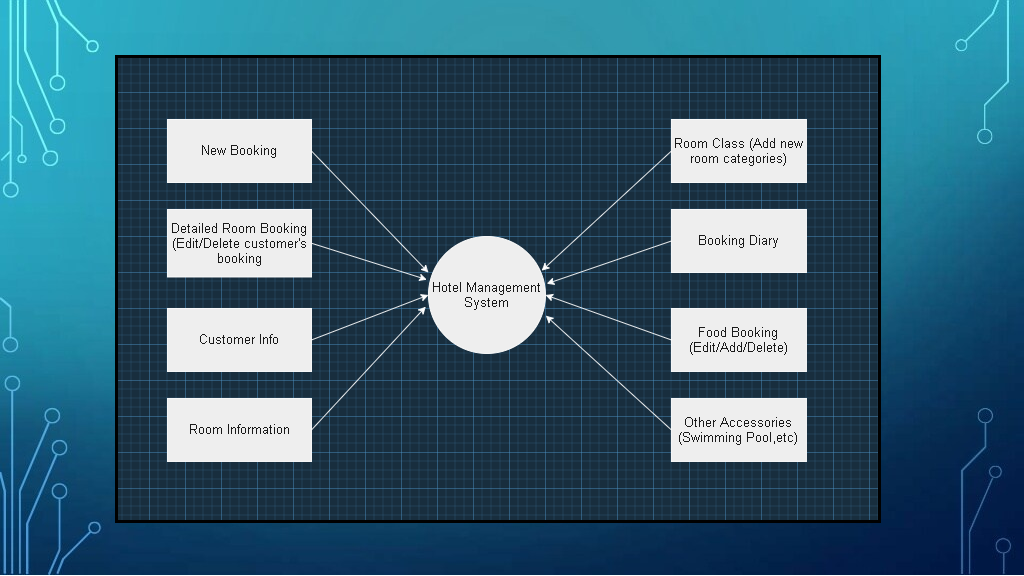 New Booking
Detailed Room Booking
(Edit/Delete customer's
booking
Customer Info
Room Information
Hotel Management
System
Room Class (Add new
room categories)
Booking Diary
Food Booking
(Edit/Add/Delete)
Other Accessories
(Swimming Pool,etc)